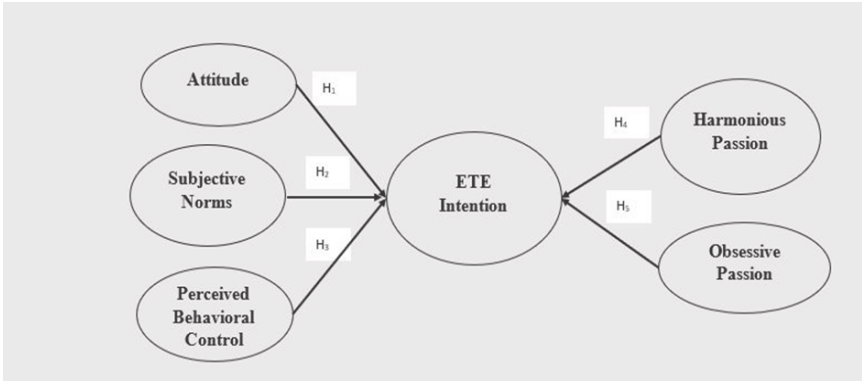 Attitude
H₁
Subjective
Norms
H₂
Perceived
Behavioral
Control
H₃
ETE
Intention
H₄
Harmonious
Passion
H₅
Obsessive
Passion